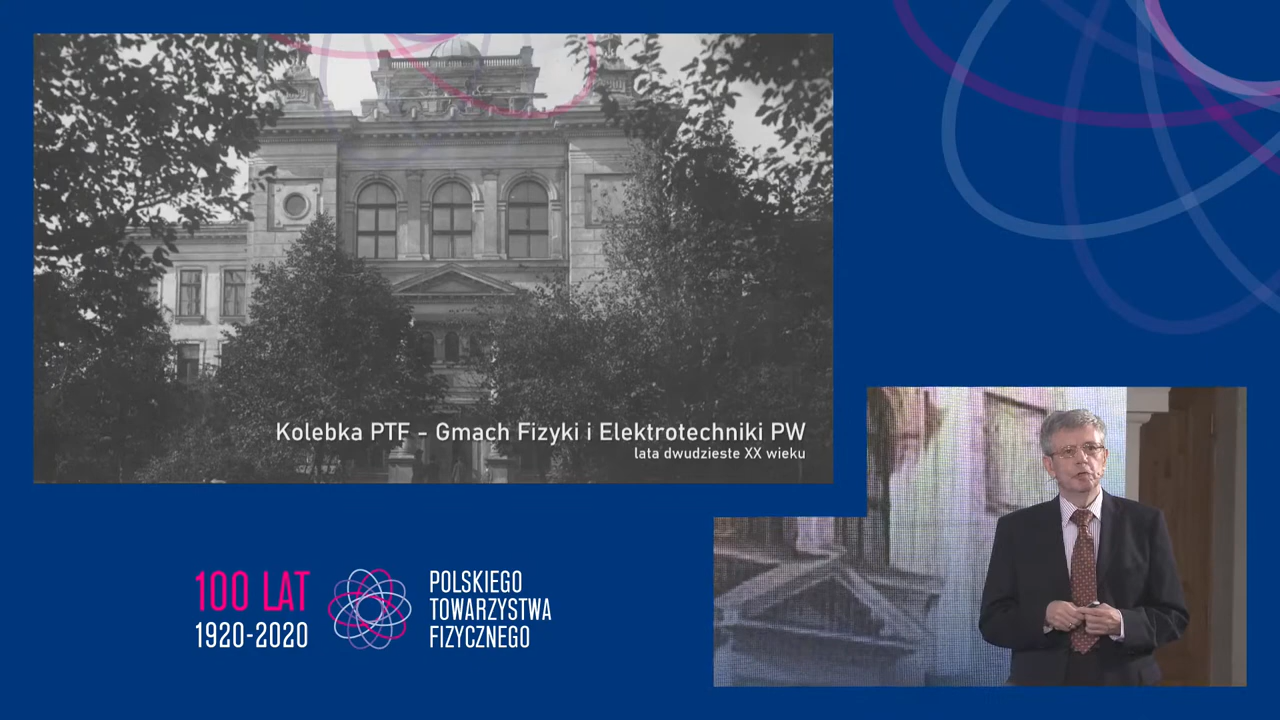 Kolebka PTF - Gmach Fizyki i Elektrotechniki PW
lata dwudzieste XX wieku
100 LAT
1920-2020
POLSKIEGO
TOWARZYSTWA
FIZYCZNEGO